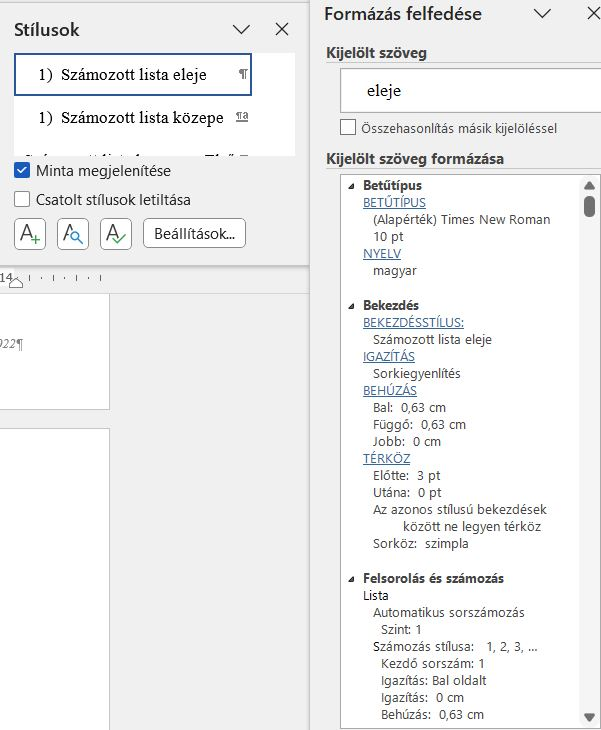 Stílusok
1) Számozott lista eleje ¶
1) Számozott lista közepe ¶a
Minta megjelenítése
Csatolt stílusok letiltása
Beállítások...
14
022¶
Formázás felfedése
Kijelölt szöveg
eleje
Összehasonlítás másik kijelöléssel
Kijelölt szöveg formázása
Betűtípus
BETŰTÍPUS
(Alapérték) Times New Roman
10 pt
NYELV
magyar
Bekezdés
BEKEZDÉSSTÍLUS:
Számozott lista eleje
IGAZÍTÁS
Sorkiegyenlítés
BEHÚZÁS
Bal: 0,63 cm
Függő: 0,63 cm
Jobb: 0 cm
TÉRKÖZ
Előtte: 3 pt
Utána: 0 pt
Az azonos stílusú bekezdések
között ne legyen térköz
Sorköz: szimpla
Felsorolás és számozás
Lista
Automatikus sorszámozás
Szint: 1
Számozás stílusa: 1, 2, 3, ...
Kezdő sorszám: 1
Igazítás: Bal oldalt
Igazítás: 0 cm
Behúzás: 0,63 cm